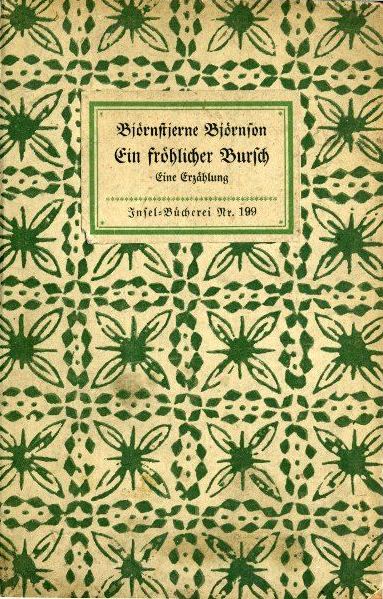 Björnstjerne Björnson
Ein fröhlicher Bursch
Eine Erzählung
Insel=Bücherei Nr. 199